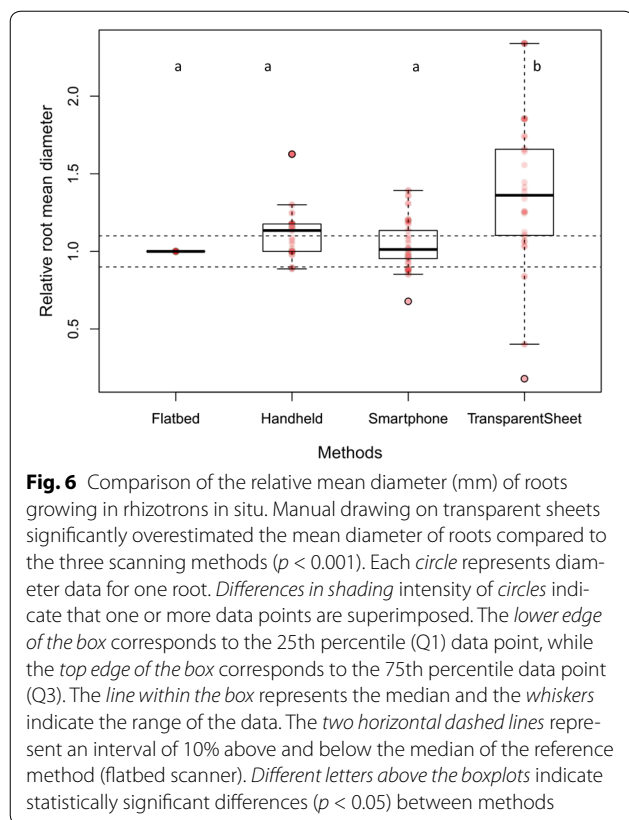 a a a b
2.0
1.5
1.0
0.5
Relative root mean diameter
Flatbed Handheld Smartphone TransparentSheet
Methods
Fig. 6 Comparison of the relative mean diameter (mm) of roots
growing in rhizotrons in situ. Manual drawing on transparent sheets
significantly overestimated the mean diameter of roots compared to
the three scanning methods (p < 0.001). Each circle represents diam-
eter data for one root. Differences in shading intensity of circles indi-
cate that one or more data points are superimposed. The lower edge
of the box corresponds to the 25th percentile (Q1) data point, while
the top edge of the box corresponds to the 75th percentile data point
(Q3). The line within the box represents the median and the whiskers
indicate the range of the data. The two horizontal dashed lines repre-
sent an interval of 10% above and below the median of the reference
method (flatbed scanner). Different letters above the boxplots indicate
statistically significant differences (p < 0.05) between methods